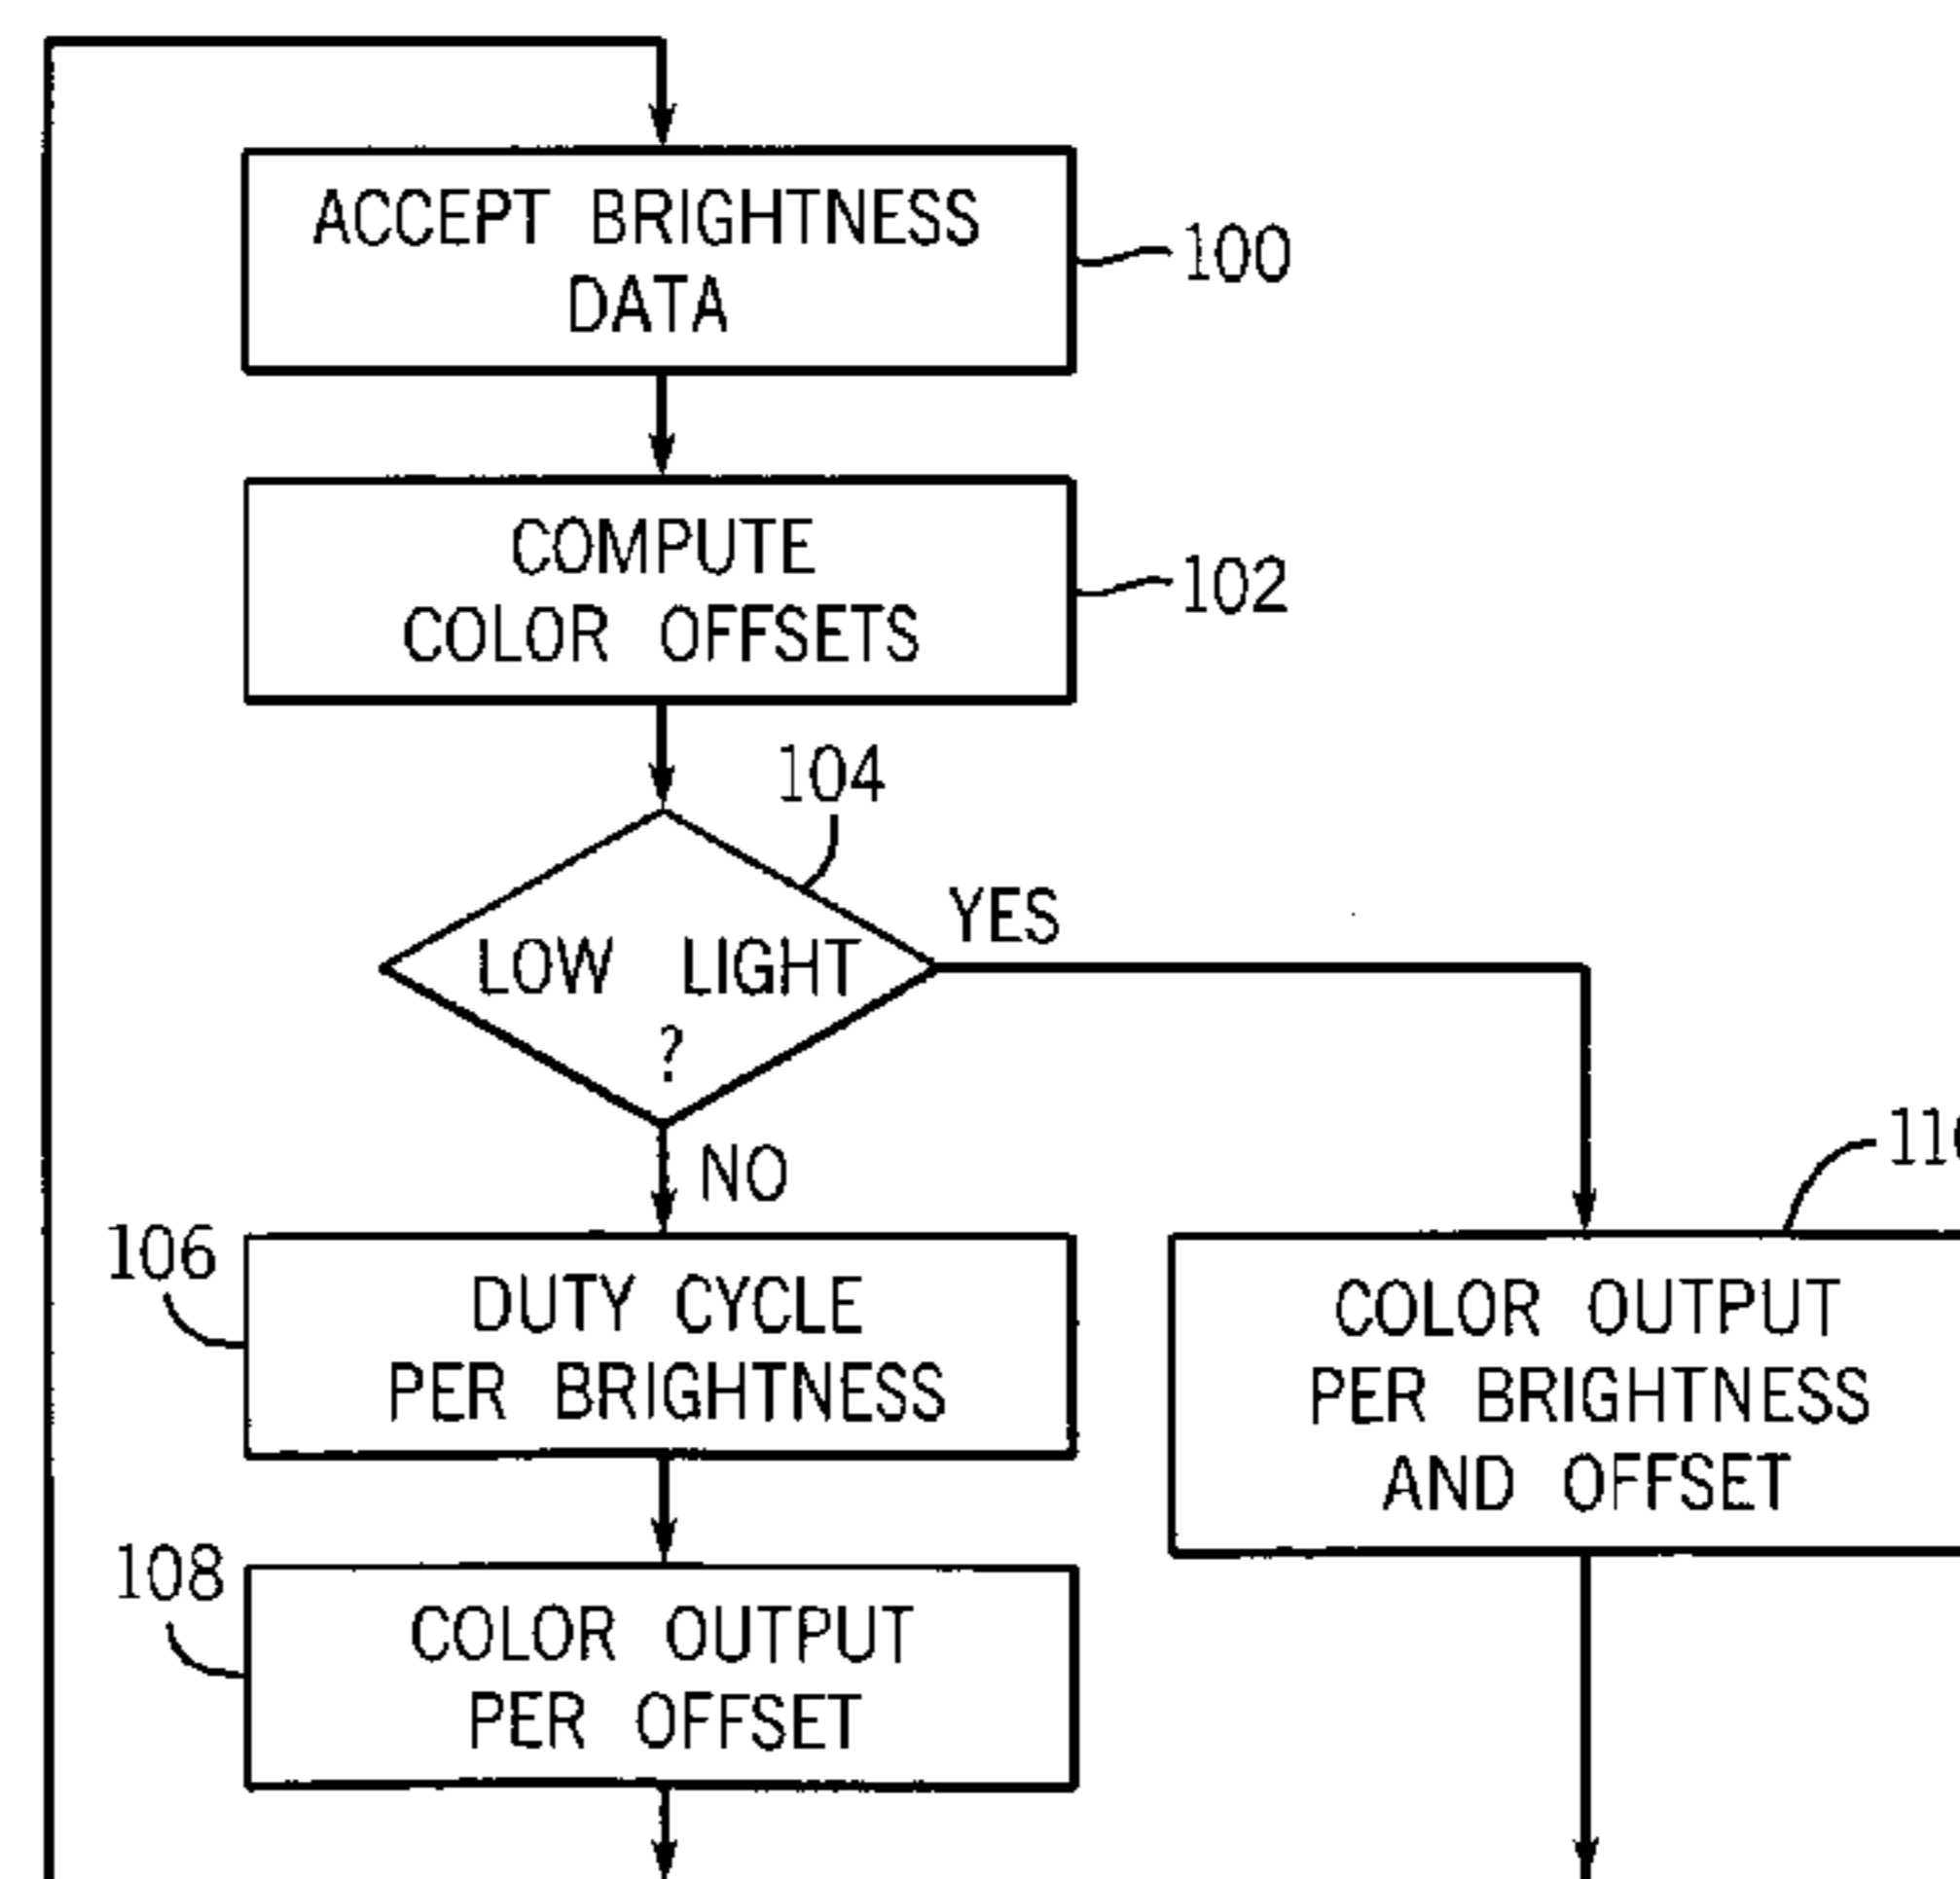 ACCEPT BRIGHTNESS
DATA
100
COMPUTE
COLOR OFFSETS
102
104
LOW LIGHT
?
YES
NO
106
DUTY CYCLE
PER BRIGHTNESS
COLOR OUTPUT
PER BRIGHTNESS
AND OFFSET
108
COLOR OUTPUT
PER OFFSET